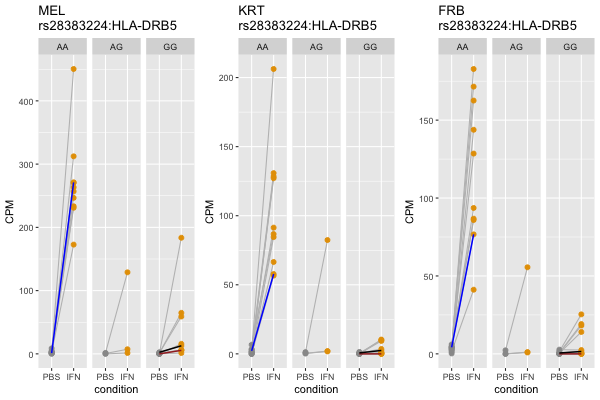 MEL
rs28383224:HLA-DRB5
AA AG GG
CPM
400
300
200
100
0
PBS IFN PBS IFN PBS IFN
condition
KRT
rs28383224:HLA-DRB5
AA AG GG
CPM
200
150
100
50
0
PBS IFN PBS IFN PBS IFN
condition
FRB
rs28383224:HLA-DRB5
AA AG GG
CPM
150
100
50
0
PBS IFN PBS IFN PBS IFN
condition